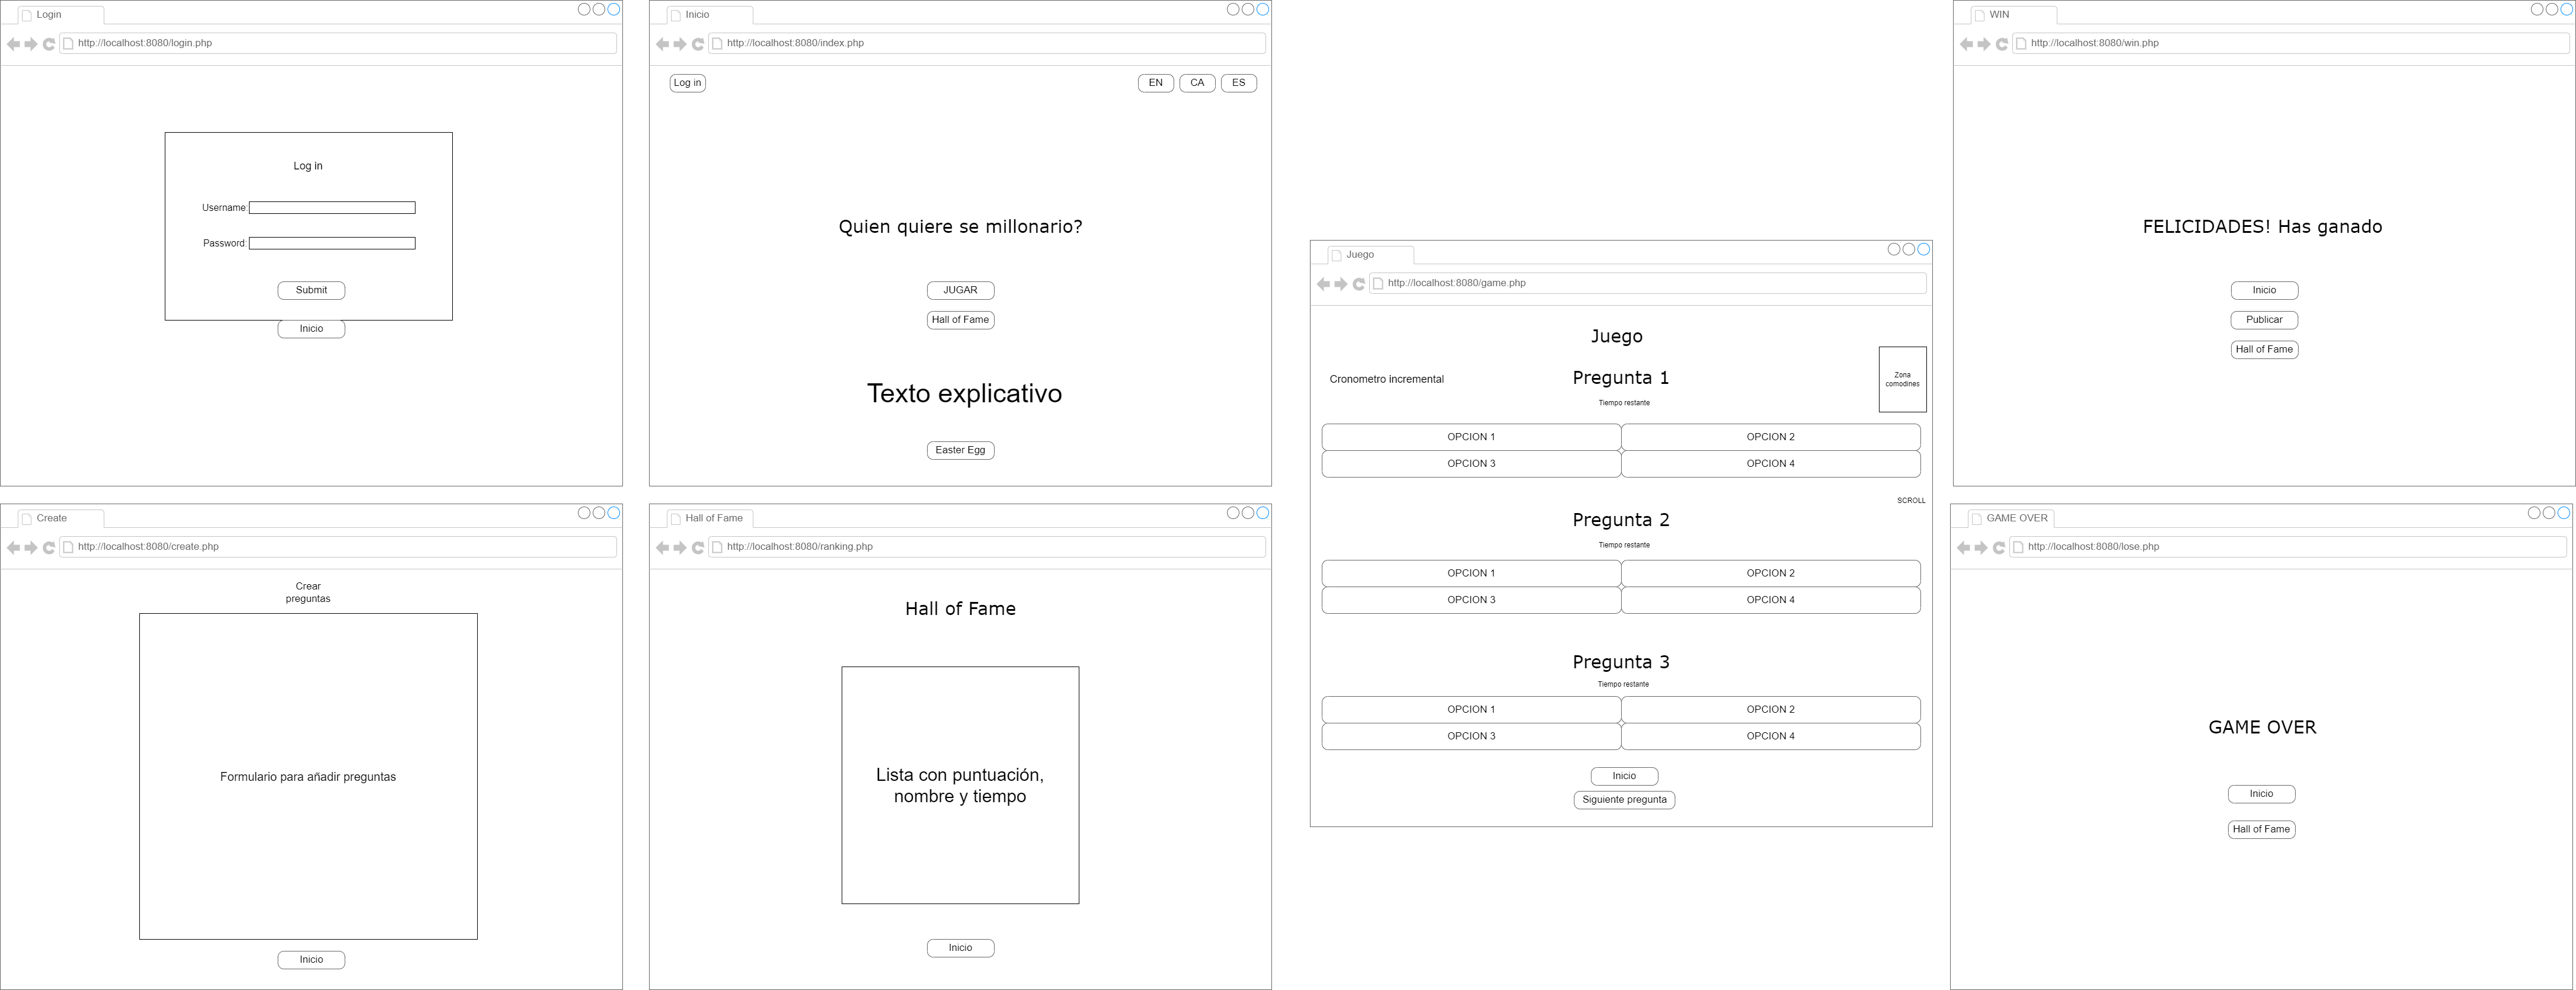 Login
http://localhost:8080/login.php
Log in
Username:
Password:
Submit
Inicio
Inicio
http://localhost:8080/index.php
Log in
EN
CA
ES
Quien quiere se millonario?
JUGAR
Hall of Fame
Texto explicativo
Easter Egg
Create
http://localhost:8080/create.php
Crear
preguntas
Formulario para añadir preguntas
Inicio
Hall of Fame
http://localhost:8080/ranking.php
Hall of Fame
Lista con puntuación,
nombre y tiempo
Inicio
Juego
http://localhost:8080/game.php
Juego
Cronometro incremental
Pregunta 1
Zona
comodines
Tiempo restante
OPCION 1
OPCION 2
OPCION 3
OPCION 4
SCROLL
Pregunta 2
Tiempo restante
OPCION 1
OPCION 2
OPCION 3
OPCION 4
Pregunta 3
Tiempo restante
OPCION 1
OPCION 2
OPCION 3
OPCION 4
Inicio
Siguiente pregunta
WIN
http://localhost:8080/win.php
FELICIDADES! Has ganado
Inicio
Publicar
Hall of Fame
GAME OVER
http://localhost:8080/lose.php
GAME OVER
Inicio
Hall of Fame